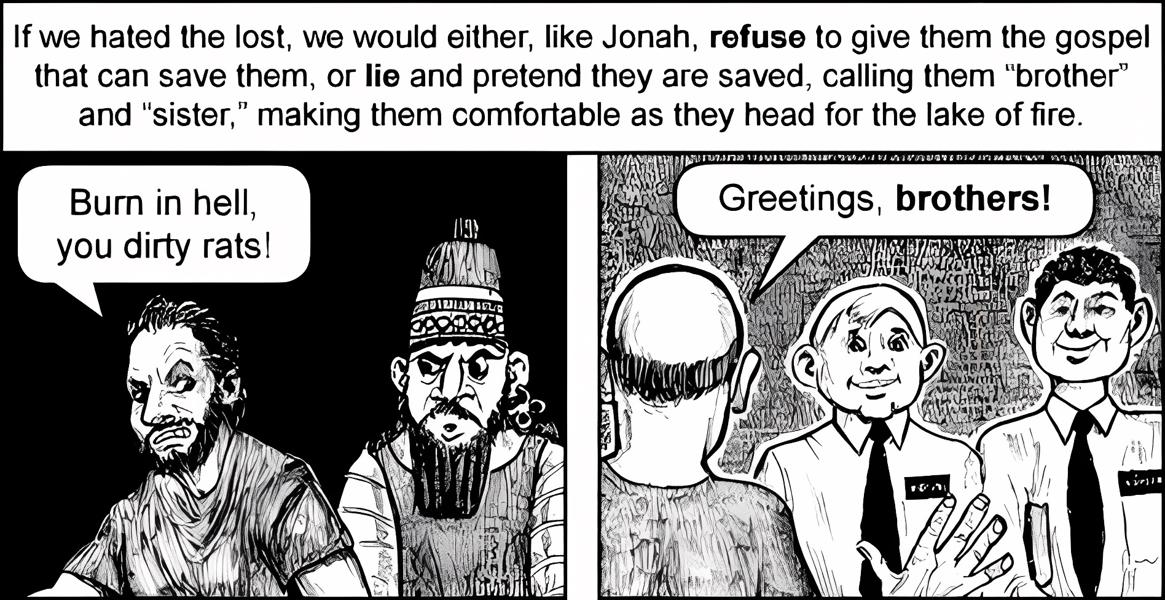 If we hated the lost, we would either, like Jonah, refuse to give them the gospel
that can save them, or lie and pretend they are saved, calling them "brother"
and "sister," making them comfortable as they head for the lake of fire.
Burn in hell,
you dirty rats!
Greetings, brothers!